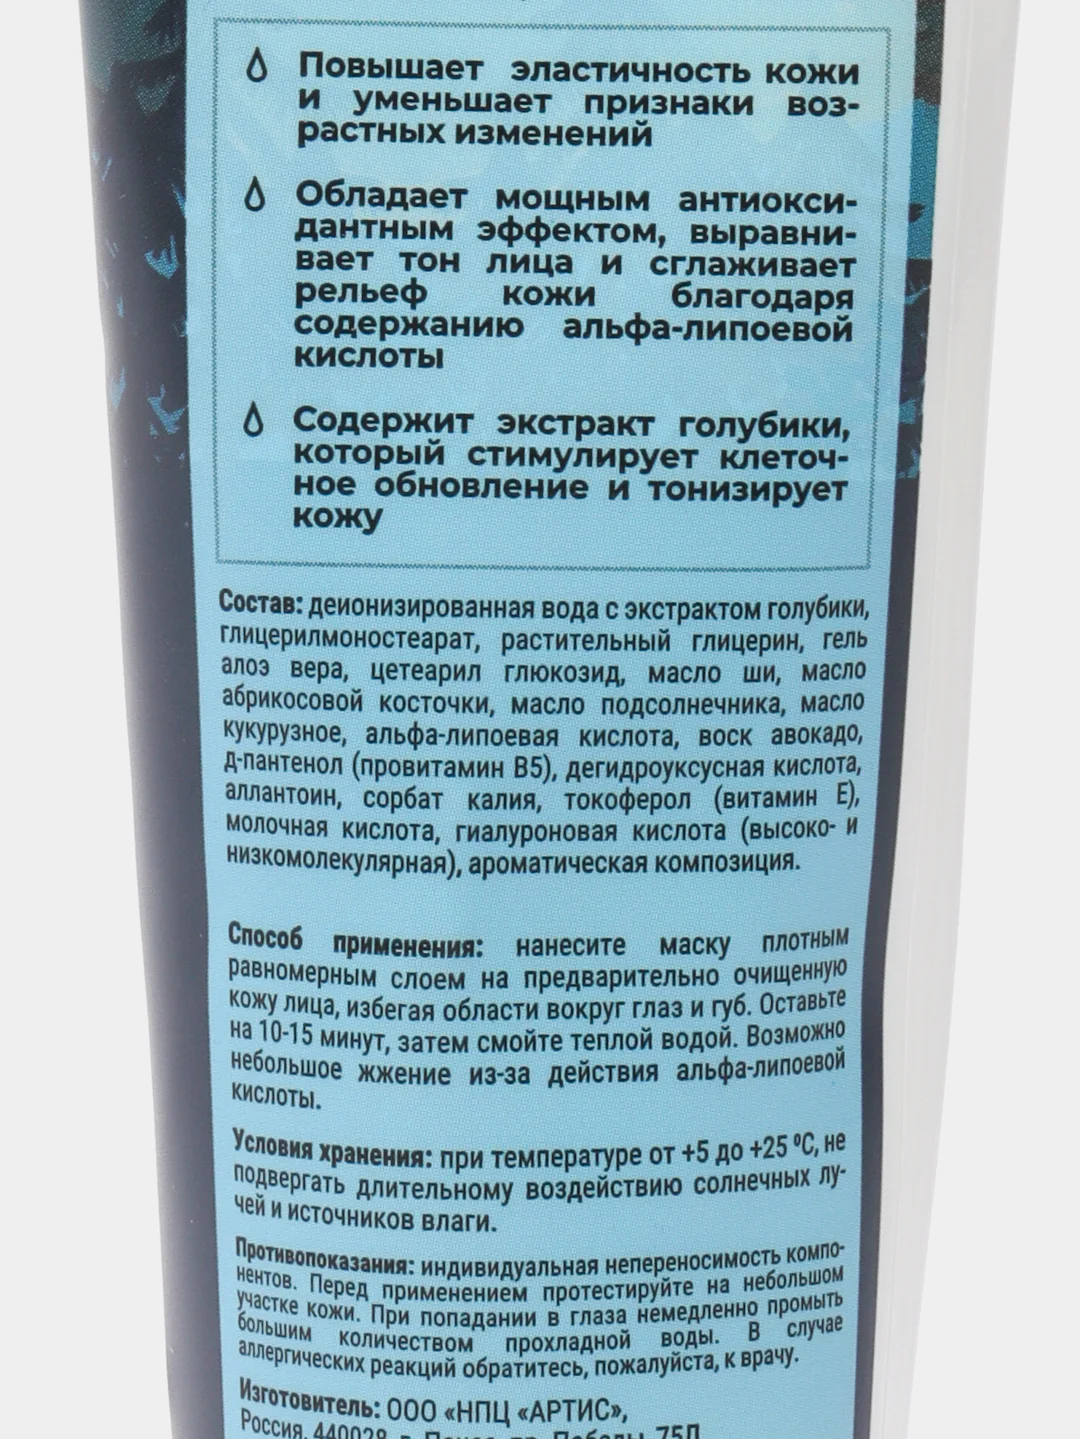 Повышает эластичность кожи
и уменьшает признаки воз-
растных изменений
Обладает мощным антиокси-
дантным эффектом, выравни-
вает тон лица и сглаживает
рельеф кожи благодаря
содержанию альфа-липоевой
кислоты
Содержит экстракт голубики,
который стимулирует клеточ-
ное обновление и тонизирует
кожу
Состав: деионизированная вода с экстрактом голубики,
глицерилмоностеарат, растительный глицерин, гель
алоэ вера, цетеарил глюкозид, масло ши, масло
абрикосовой косточки, масло подсолнечника, масло
кукурузное, альфа-липоевая кислота, воск авокадо,
д-пантенол (провитамин В5), дегидроуксусная кислота,
аллантоин, сорбат калия, токоферол (витамин Е),
молочная кислота, гиалуроновая кислота (высоко- и
низкомолекулярная), ароматическая композиция.
Способ применения: нанесите маску плотным
равномерным слоем на предварительно очищенную
кожу лица, избегая области вокруг глаз и губ. Оставьте
на 10-15 минут, затем смойте теплой водой. Возможно
небольшое жжение из-за действия альфа-липоевой
кислоты.
Условия хранения: при температуре от +5 до +25 ºС, не
подвергать длительному воздействию солнечных лу-
чей и источников влаги.
Противопоказания: индивидуальная непереносимость компо-
нентов. Перед применением протестируйте на небольшом
участке кожи. При попадании в глаза немедленно промыть
большим количеством прохладной воды. В случае
аллергических реакций обратитесь, пожалуйста, к врачу.
Изготовитель: ООО «НПЦ «АРТИС»,
Россия, 440028, г. Пенза, пр. Победы, 75Д